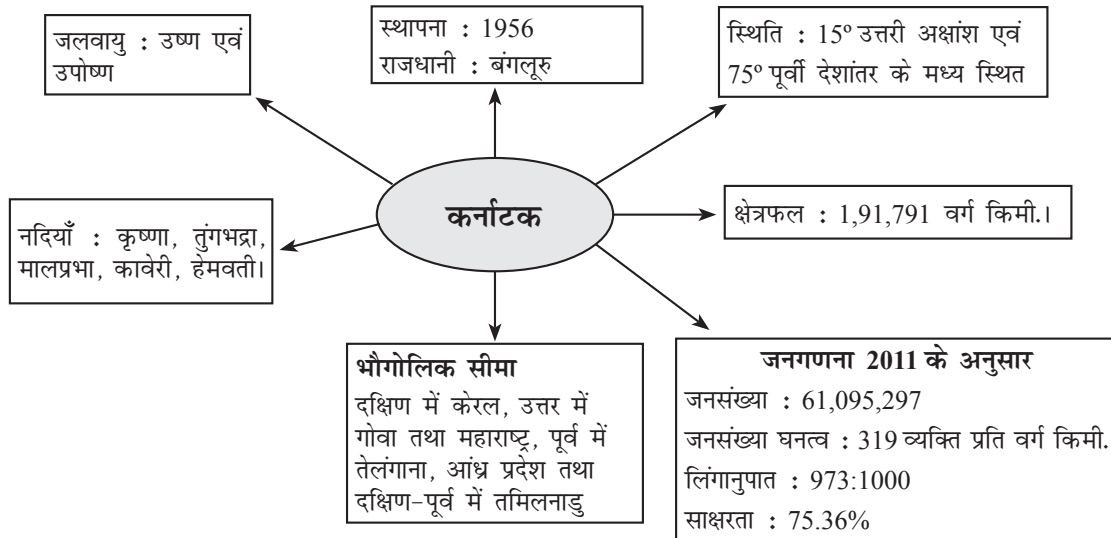 जलवायु : उष्ण एवं
उपोष्ण
स्थापना : 1956
राजधानी : बंगलूरु
स्थिति : 15º उत्तरी अक्षांश एवं
75º पूर्वी देशांतर के मध्य स्थित
कर्नाटक
नदियाँ : कृष्णा, तुंगभद्रा,
मालप्रभा, कावेरी, हेमवती।
क्षेत्रफल : 1,91,791 वर्ग किमी.।
भौगोलिक सीमा
दक्षिण में केरल, उत्तर में
गोवा तथा महाराष्ट्र, पूर्व में
तेलंगाना, आंध्र प्रदेश तथा
दक्षिण-पूर्व में तमिलनाडु
जनगणना 2011 के अनुसार
जनसंख्या : 61,095,297
जनसंख्या घनत्व : 319 व्यक्ति प्रति वर्ग किमी.
लिंगानुपात : 973:1000
साक्षरता : 75.36%